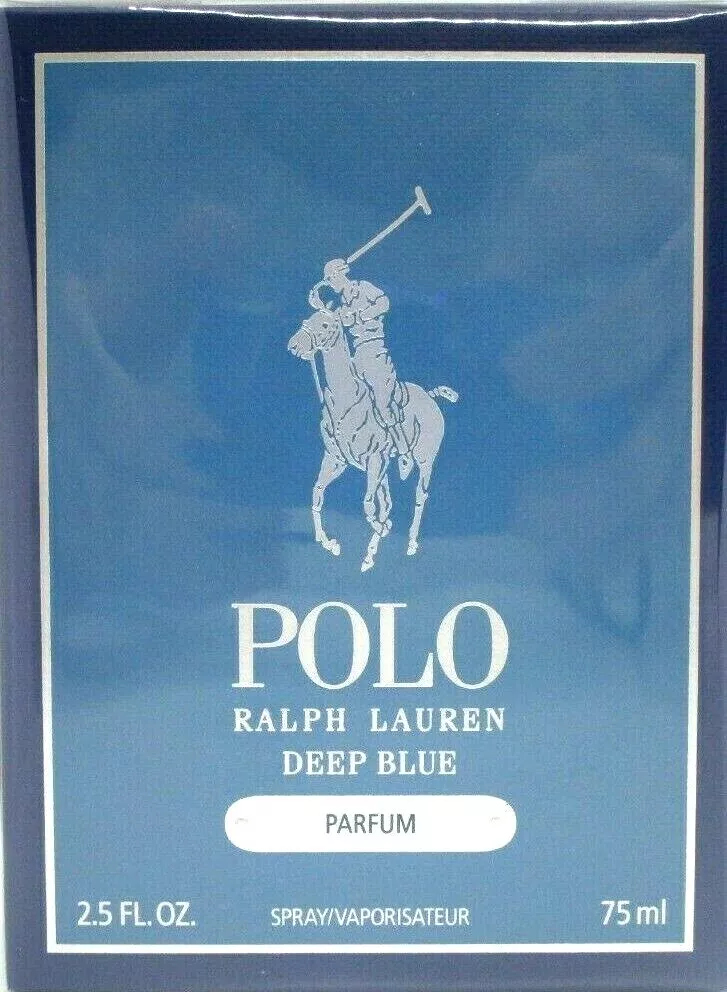 POLO
RALPH LAUREN
DEEP BLUE
PARFUM
2.5 FL. OZ. SPRAY/VAPORISATEUR 75 ml